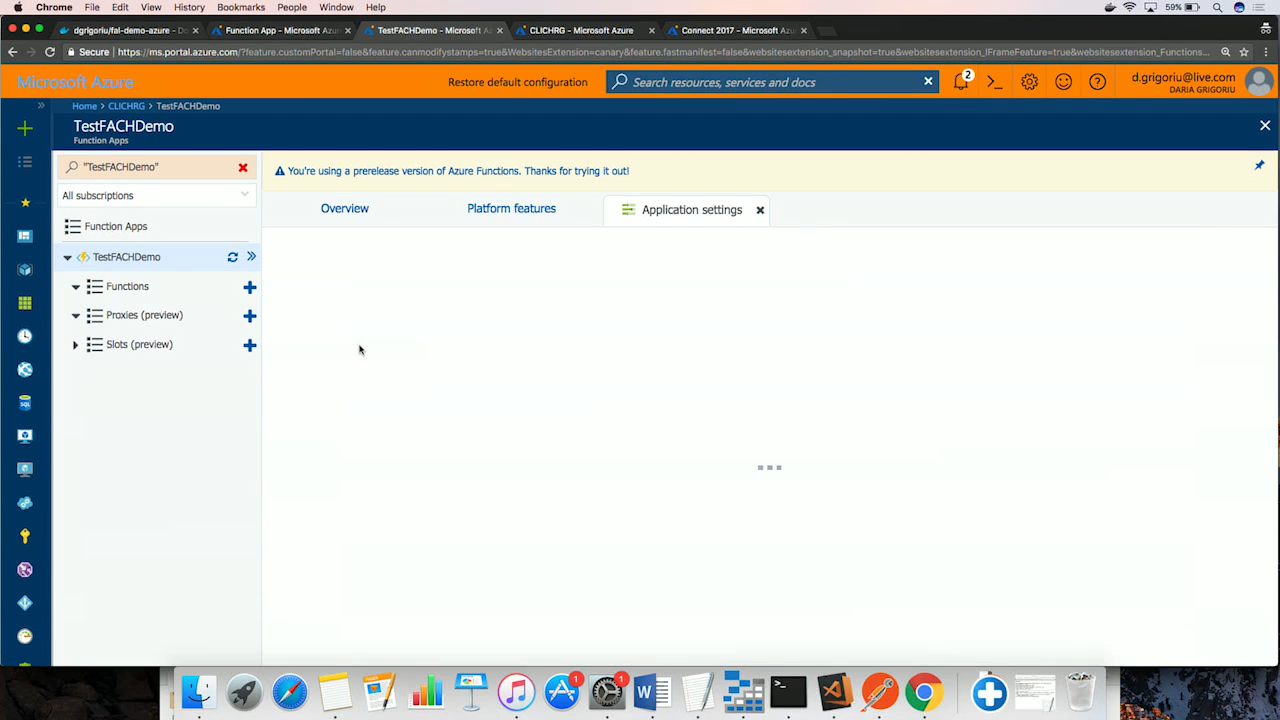 Chrome File Edit View History Bookmarks People Window Help 59%
dgrigoriu/fal-demo-azure - Do
Function App - Microsoft Azure
TestFACHDemo - Microsoft Az
CLICHRG - Microsoft Azure
Connect 2017 - Microsoft Azure
Secure https://ms.portal.azure.com/?feature.customPortal=false&feature.canmodifystamps=true&WebsitesExtension=canary&feature.fastmanifest=false&websitesextension_snapshot=true&websitesextension_IFrameFeature=true&websitesextension_Functions...
Microsoft Azure
Restore default configuration
Search resources, services and docs
2
d.grigoriu@live.com
DARIA GRIGORIU
Home > CLICHRG > TestFACHDemo
TestFACHDemo
Function Apps
"TestFACHDemo"
You're using a prerelease version of Azure Functions. Thanks for trying it out!
All subscriptions
Overview
Platform features
Application settings
Function Apps
TestFACHDemo
Functions
Proxies (preview)
Slots (preview)
SQL
1
1